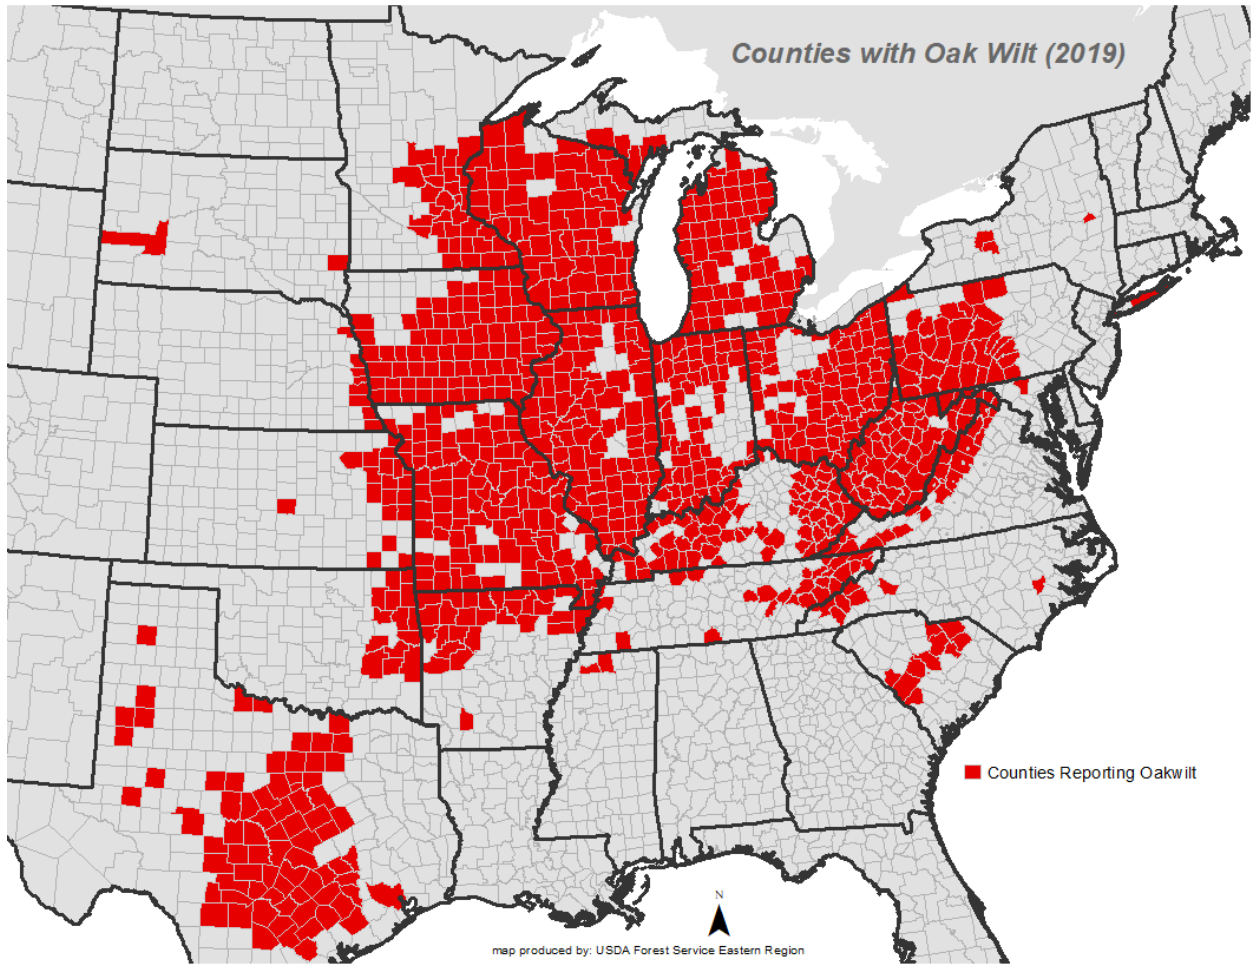 Counties with Oak Wilt (2019)
Counties Reporting Oakwilt
N
map produced by: USDA Forest Service Eastern Region